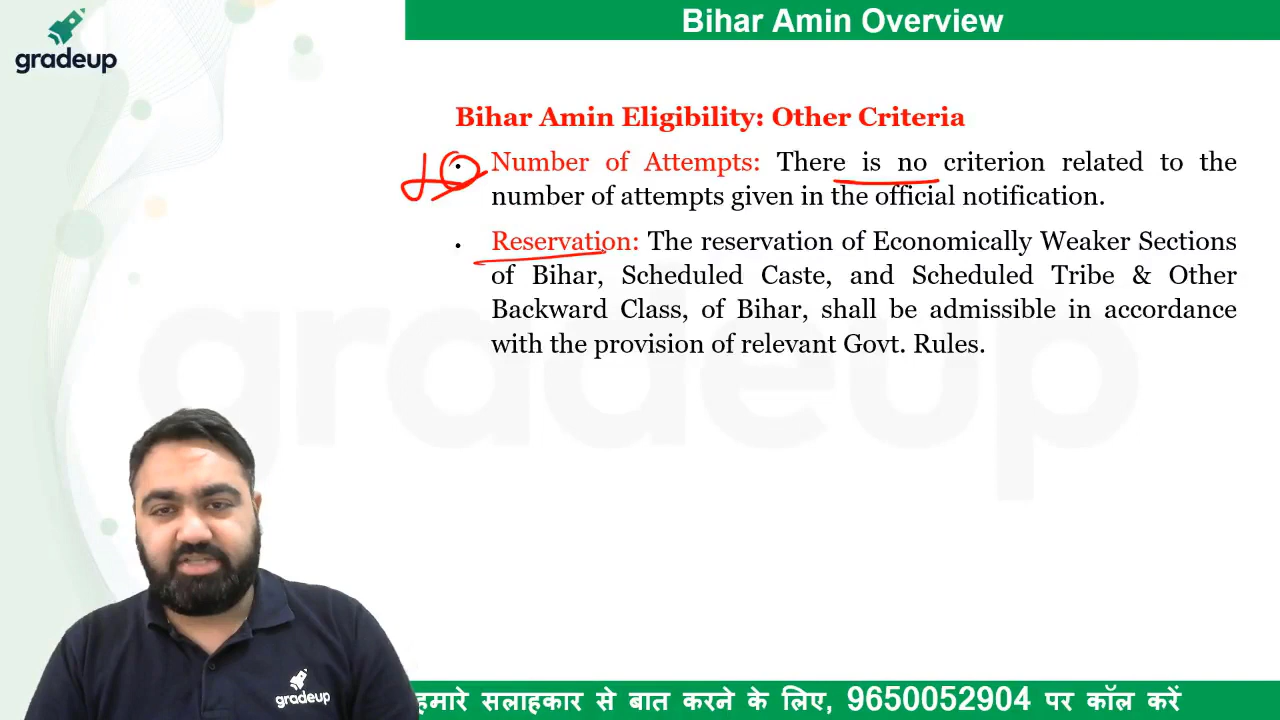 gradeup
Bihar Amin Overview
Bihar Amin Eligibility: Other Criteria
• Number of Attempts: There is no criterion related to the
number of attempts given in the official notification.
• Reservation: The reservation of Economically Weaker Sections
of Bihar, Scheduled Caste, and Scheduled Tribe & Other
Backward Class, of Bihar, shall be admissible in accordance
with the provision of relevant Govt. Rules.
gradeup
gradeup
हमारे सलाहकार से बात करने के लिए, 9650052904 पर कॉल करें